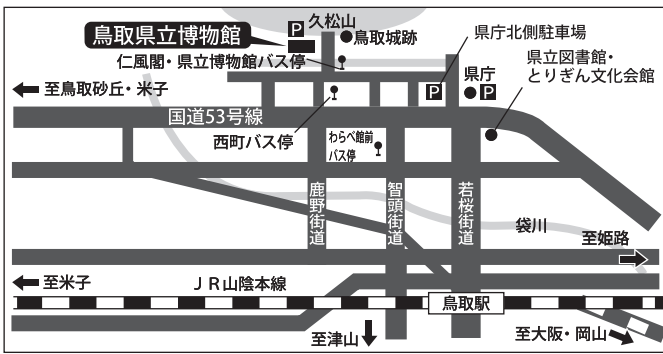 久松山
P
鳥取県立博物館
鳥取城跡
県庁北側駐車場
仁風閣・県立博物館バス停
県立図書館・
とりぎん文化会館
県庁
P
P
至鳥取砂丘・米子
国道53号線
西町バス停
わらべ館前
バス停
鹿野街道
智頭街道
若桜街道
袋川
至姫路
至米子
JR山陰本線
鳥取駅
至津山
至大阪・岡山